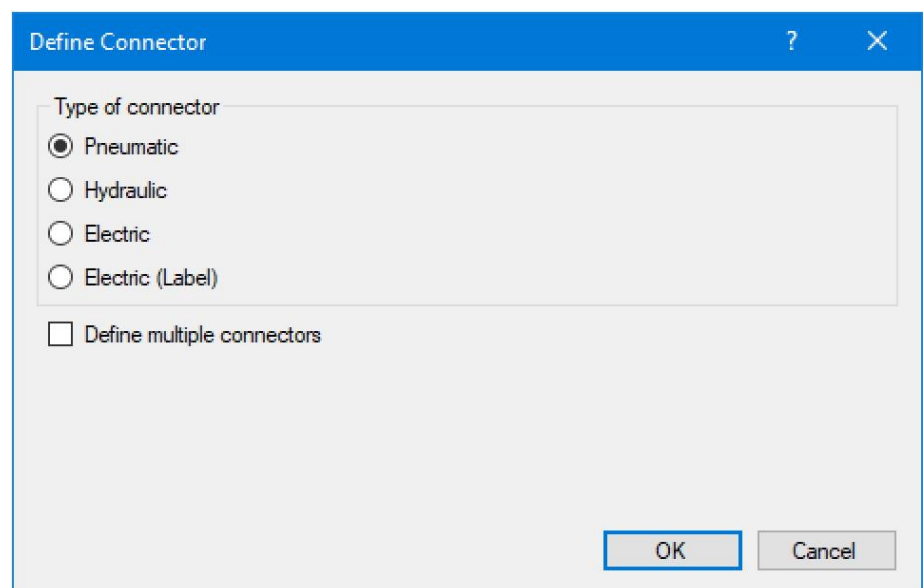 Define Connector ?
Type of connector
Pneumatic
Hydraulic
Electric
Electric (Label)
Define multiple connectors
OK Cancel